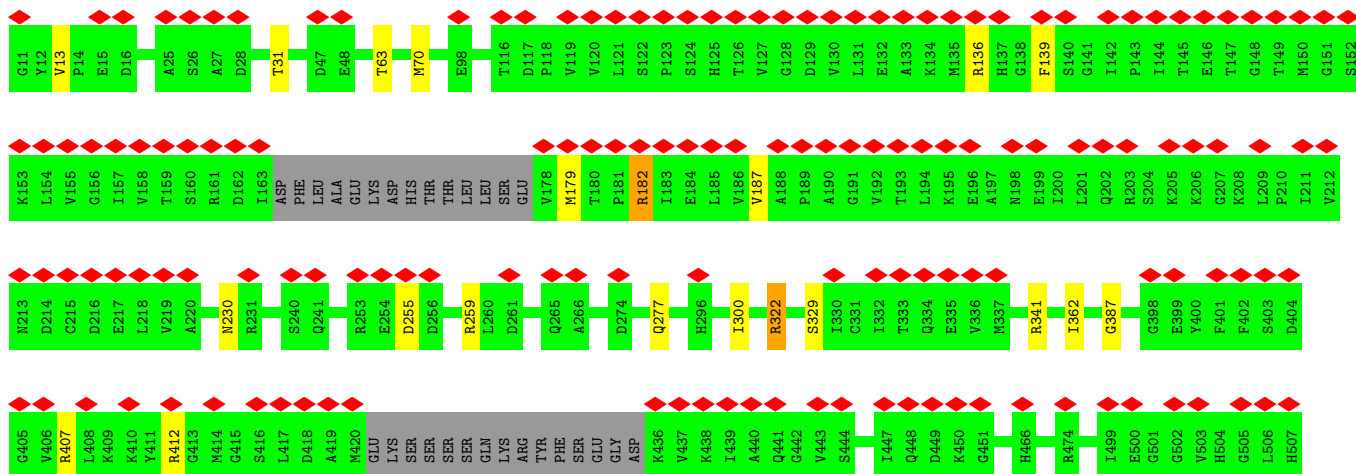 G11 Y12 V13 P14 E15 D16 A25 S26 A27 D28 T31 D47 E48 T63 M70 E98 T116 D117 P118 V119 V120 L121 S122 P123 S124 H125 T126 V127 G128 D129 V130 L131 E132 A133 K134 M135 R136 H137 G138 F139 S140 G141 I142 P143 I144 T145 E146 T147 G148 T149 M150 G151 S152
K153 L154 V155 G156 I157 V158 T159 S160 R161 D162 I163 ASP PHE LEU ALA GLU LYS ASP HIS THR THR LEU LEU SER GLU V178 M179 T180 P181 R182 I183 E184 L185 V186 V187 A188 P189 A190 G191 V192 T193 L194 K195 E196 A197 N198 E199 I200 L201 Q202 R203 S204 K205 K206 G207 K208 L209 P210 I211 V212
N213 D214 C215 D216 E217 L218 V219 A220 N230 R231 S240 Q241 R253 E254 D255 D256 R259 L260 D261 Q265 A266 D274 Q277 H296 I300 R322 S329 I330 C331 I332 T333 Q334 E335 V336 M337 R341 I362 G387 G398 E399 Y400 F401 F402 S403 D404
G405 V406 R407 L408 K409 K410 Y411 R412 G413 M414 G415 S416 L417 D418 A419 M420 GLU LYS SER SER SER SER GLN LYS ARG TYR PHE SER GLU GLY ASP K436 V437 K438 I439 A440 Q441 G442 V443 S444 I447 Q448 D449 K450 G451 H466 R474 I499 E500 G501 G502 V503 H504 G505 L506 H507